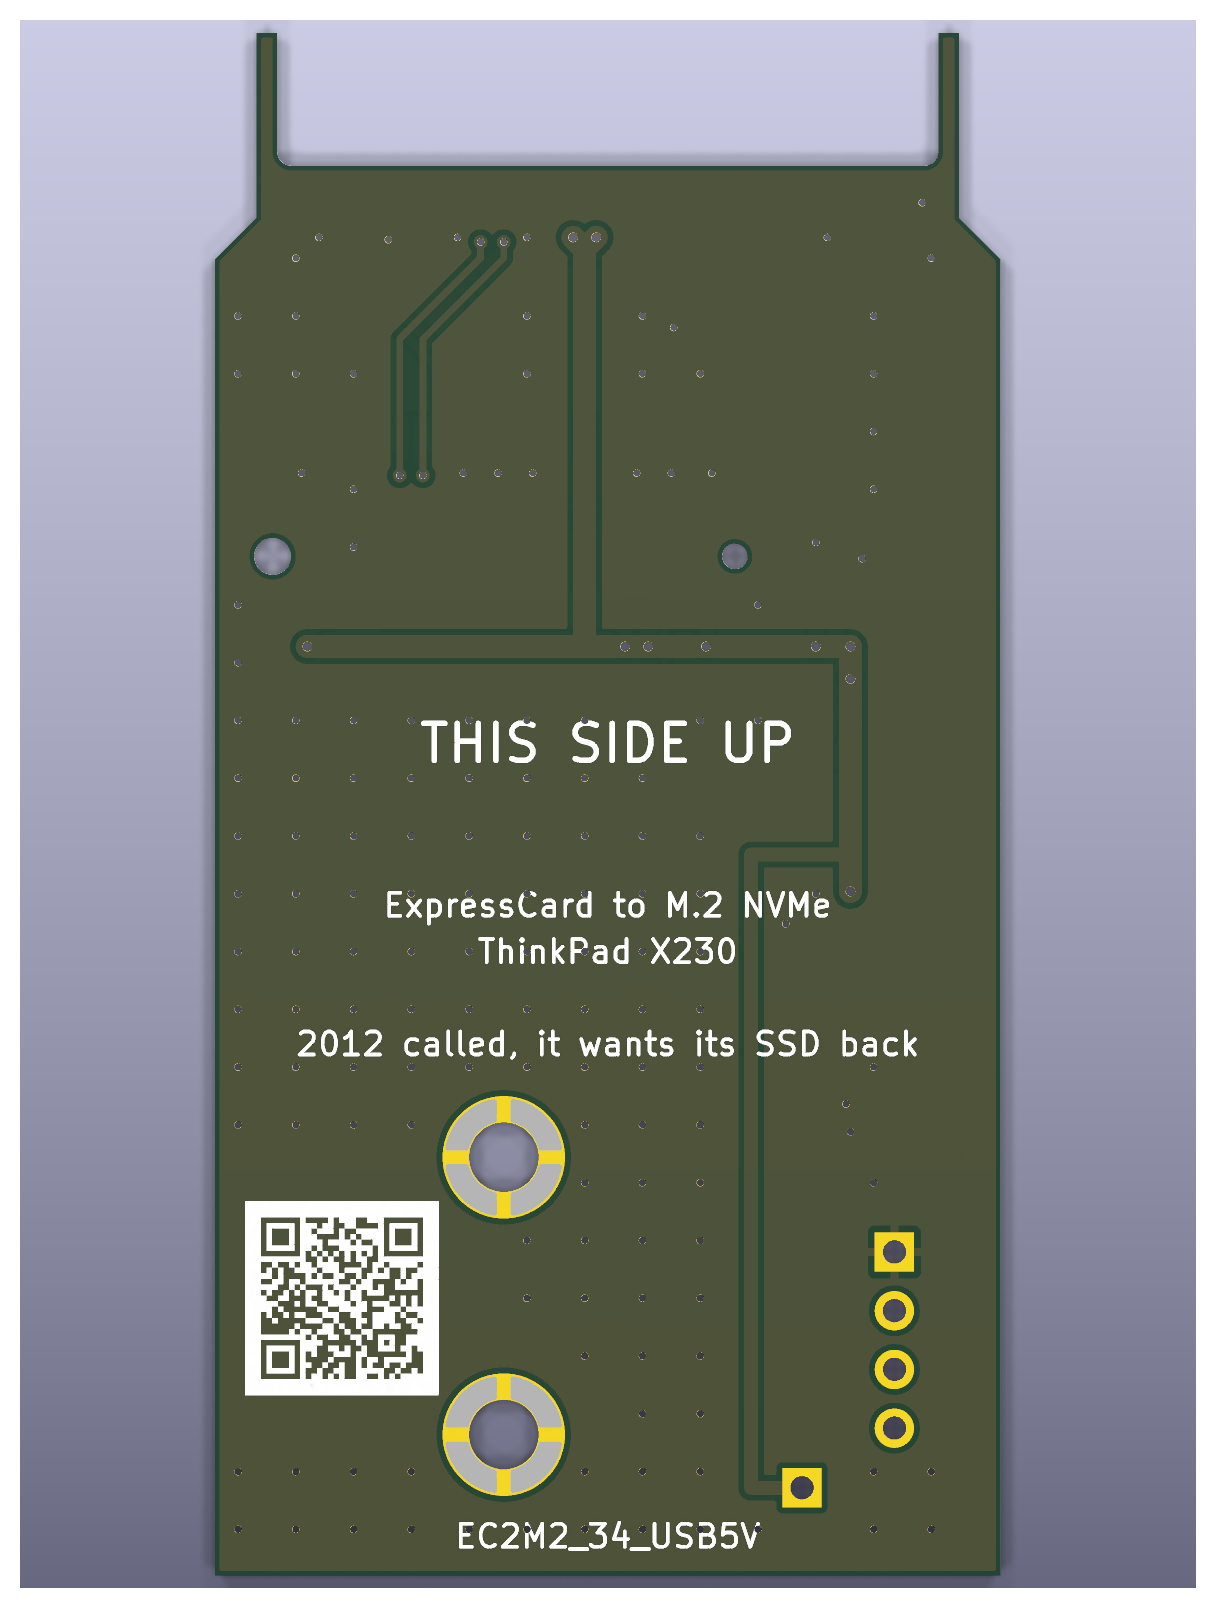 THIS SIDE UP
ExpressCard to M.2 NVMe
ThinkPad X230
2012 called, it wants its SSD back
EC2M2_34_USB5V